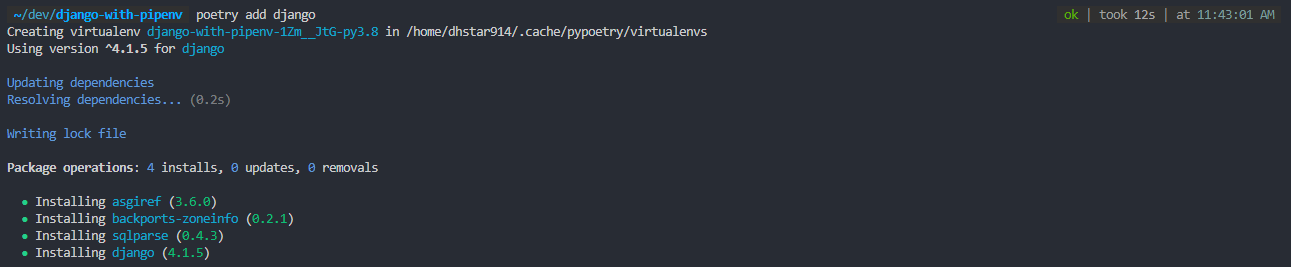 ~/dev/django-with-pipenv poetry add django ok | took 12s | at 11:43:01 AM
Creating virtualenv django-with-pipenv-1Zm__JtG-py3.8 in /home/dhstar914/.cache/pypoetry/virtualenvs
Using version ^4.1.5 for django
Updating dependencies
Resolving dependencies... (0.2s)
Writing lock file
Package operations: 4 installs, 0 updates, 0 removals
• Installing asgiref (3.6.0)
• Installing backports-zoneinfo (0.2.1)
• Installing sqlparse (0.4.3)
• Installing django (4.1.5)